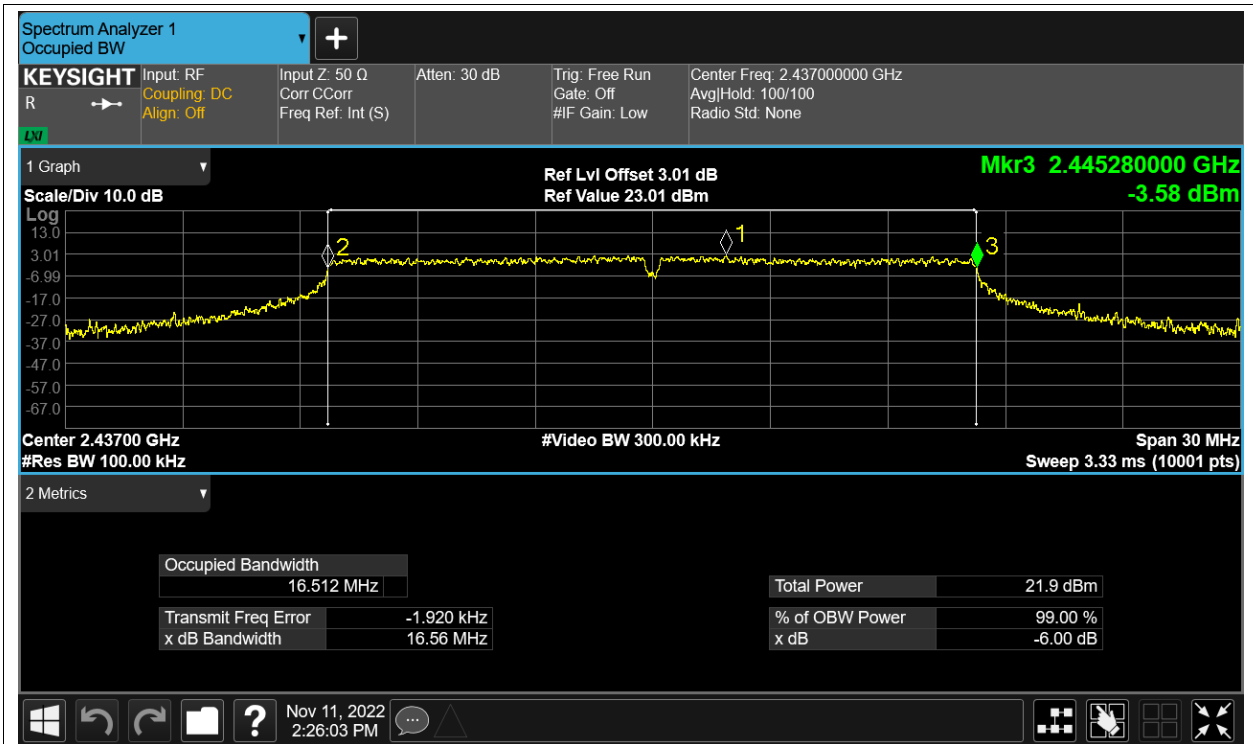 Spectrum Analyzer 1
Occupied BW
KEYSIGHT
R
LXI
Input: RF
Coupling: DC
Align: Off
Input Z: 50 Ω
Corr CCorr
Freq Ref: Int (S)
Atten: 30 dB
Trig: Free Run
Gate: Off
#IF Gain: Low
Center Freq: 2.437000000 GHz
Avg|Hold: 100/100
Radio Std: None
1 Graph
Scale/Div 10.0 dB
Ref Lvl Offset 3.01 dB
Ref Value 23.01 dBm
Mkr3 2.445280000 GHz
-3.58 dBm
Log
13.0
3.01
-6.99
-17.0
-27.0
-37.0
-47.0
-57.0
-67.0
2
1
3
Center 2.43700 GHz
#Res BW 100.00 kHz
#Video BW 300.00 kHz
Span 30 MHz
Sweep 3.33 ms (10001 pts)
2 Metrics
Occupied Bandwidth
16.512 MHz
Transmit Freq Error -1.920 kHz
x dB Bandwidth 16.56 MHz
Total Power 21.9 dBm
% of OBW Power 99.00 %
x dB -6.00 dB
?
Nov 11, 2022
2:26:03 PM